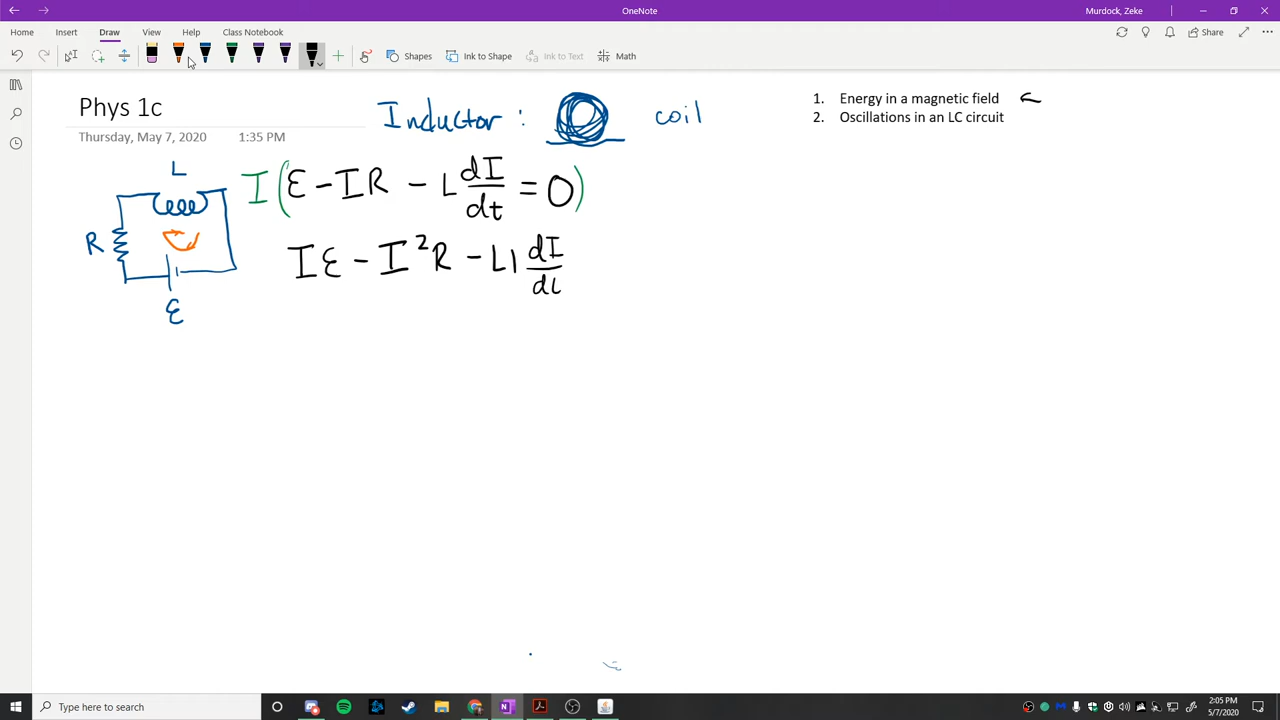 OneNote
Murdock, Zeke
Home Insert Draw View Help Class Notebook
Share
Shapes Ink to Shape Ink to Text Math
Phys 1c
Thursday, May 7, 2020 1:35 PM
Inductor : coil
1. Energy in a magnetic field
2. Oscillations in an LC circuit
L
R
ε
I(ε - IR - L dI/dt = 0)
Iε - I²R - LI dI/dt
Type here to search
2:05 PM
5/7/2020